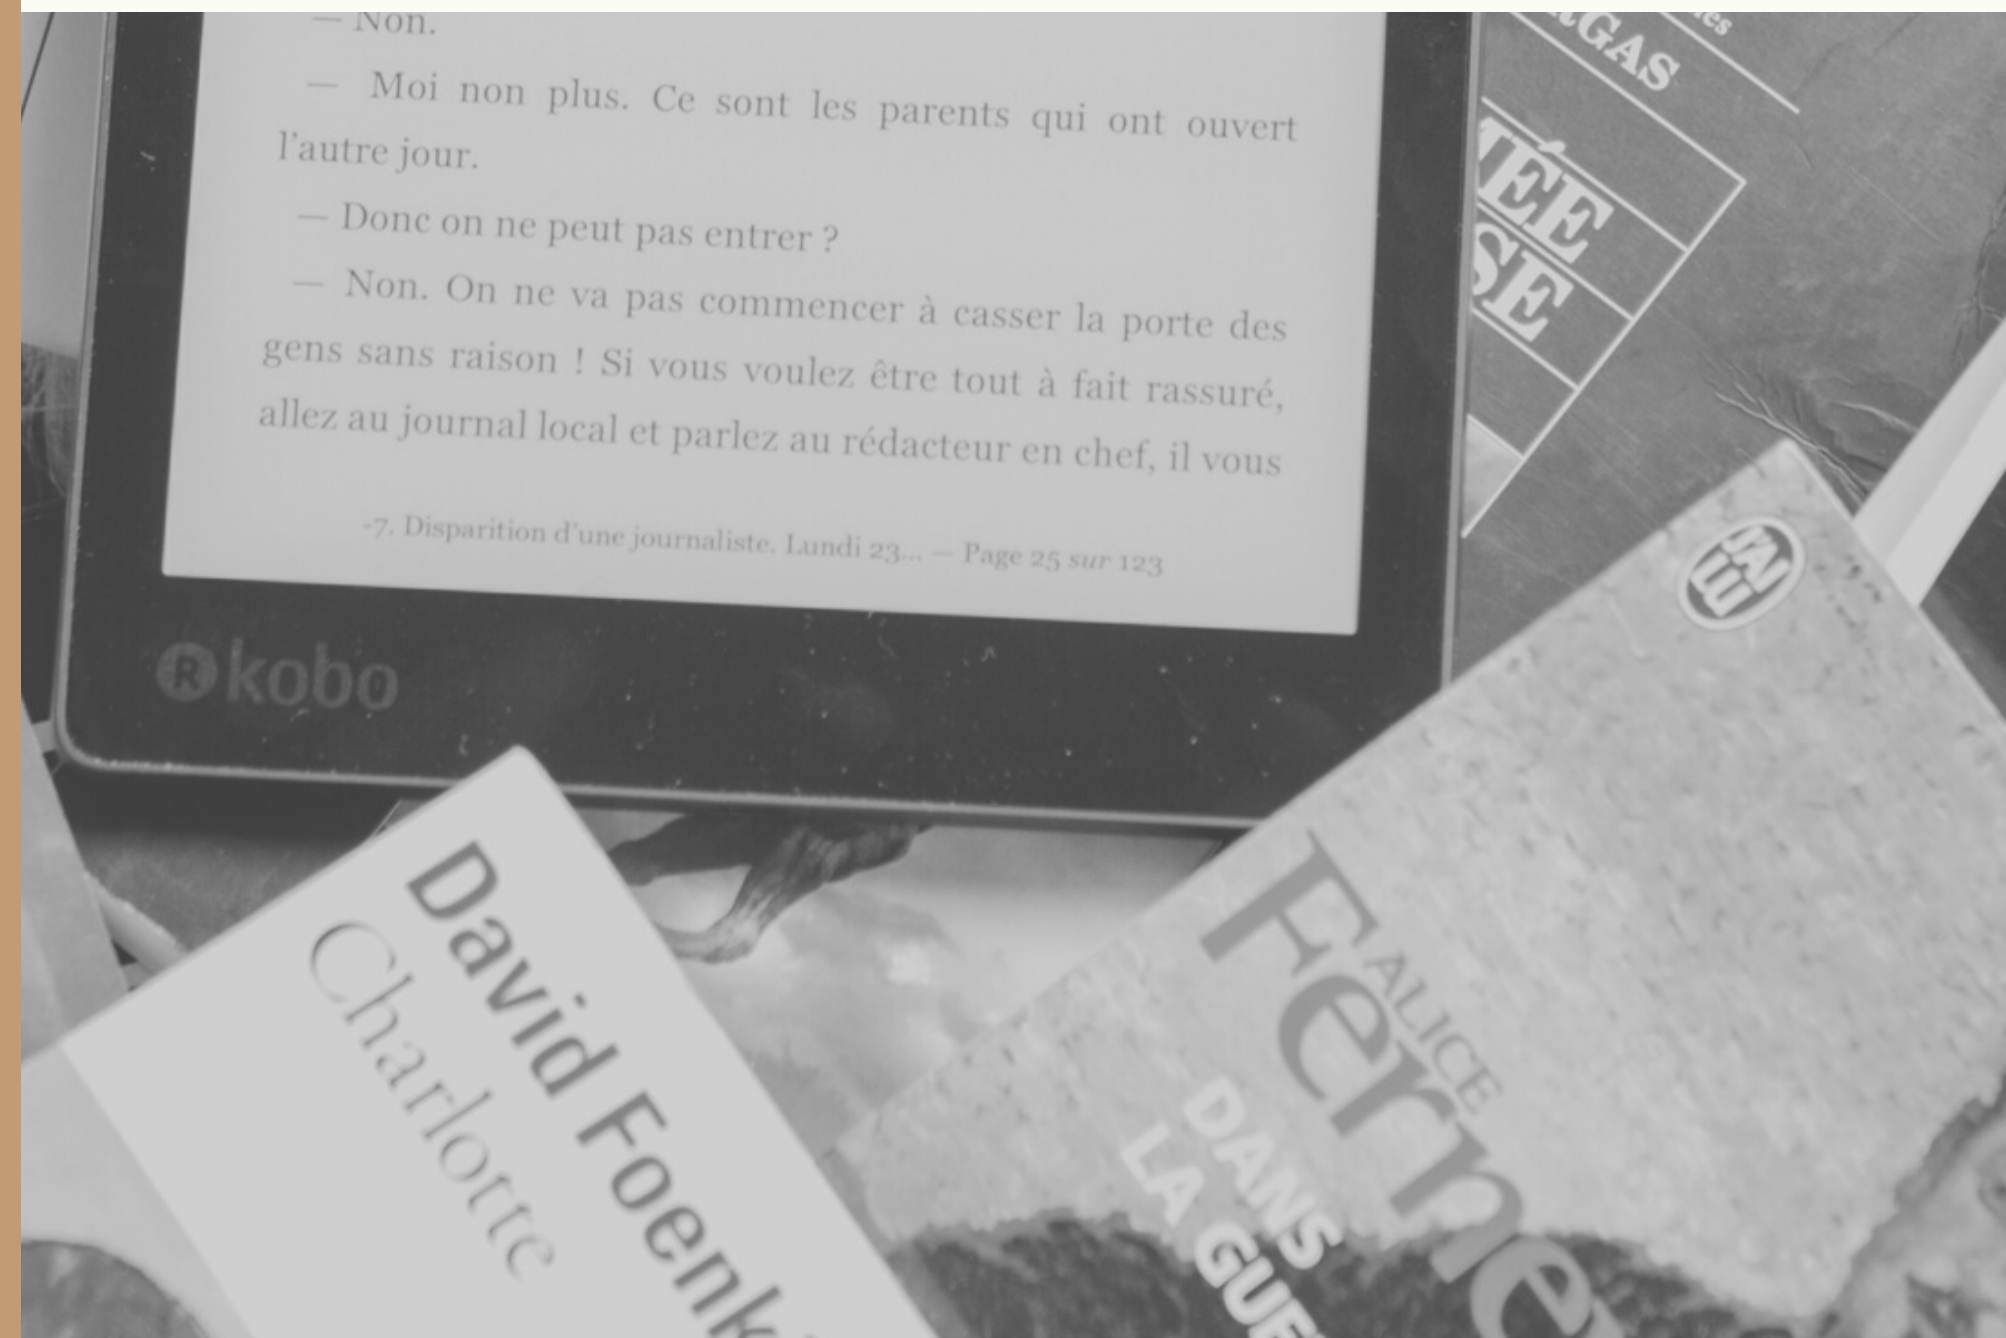 — Non.
— Moi non plus. Ce sont les parents qui ont ouvert
l’autre jour.
— Donc on ne peut pas entrer ?
— Non. On ne va pas commencer à casser la porte des
gens sans raison ! Si vous voulez être tout à fait rassuré,
allez au journal local et parlez au rédacteur en chef, il vous
-7. Disparition d’une journaliste. Lundi 23... — Page 25 sur 123
R kobo
RGAS
MÉE
SE
J'AI
LU
David Foenk
Charlotte
ALICE
Ferne
DANS
LA GUE